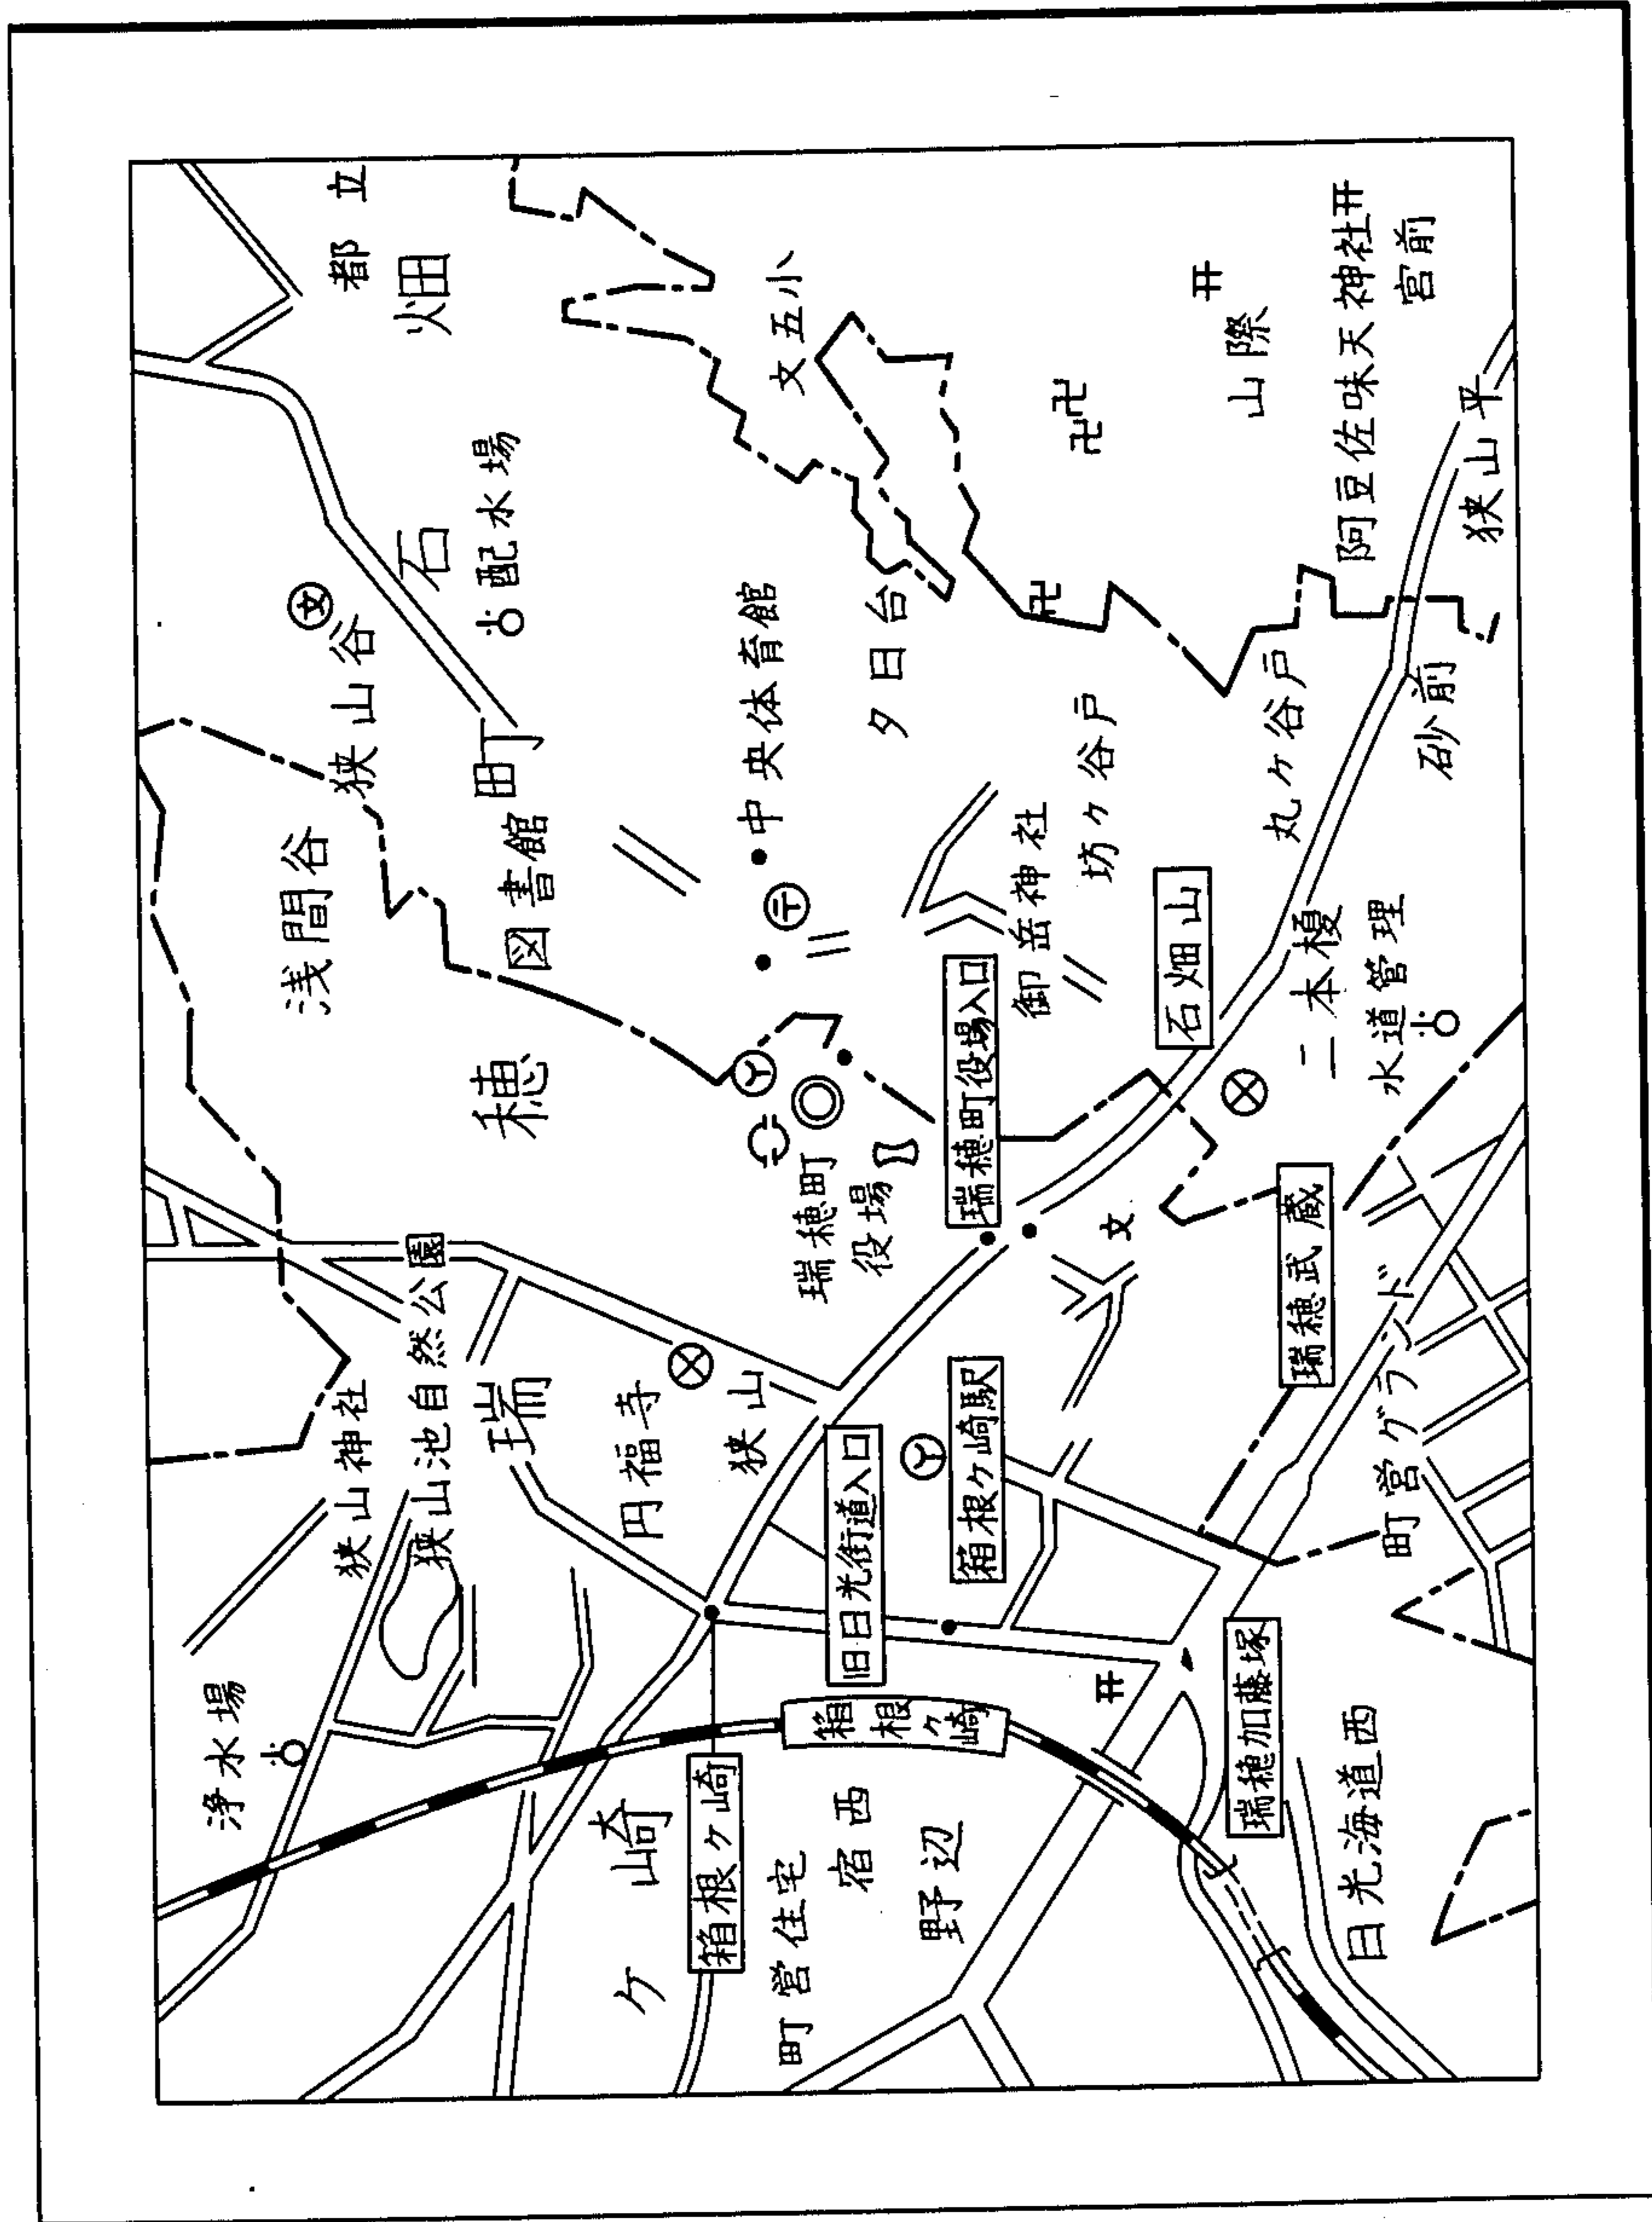 都立
畑
石
配水場
狭山谷
文
浅間谷
町
図書館
穂
文五小
中央体育館
夕日台
山際
阿豆佐味天神社
宮前
狭山平
坊ヶ谷戸
丸ヶ谷戸
砂前
御岳神社
石畑山
二本榎
水道管理
瑞穂町役場入口
瑞穂町
役場
文
瑞穂武蔵
町営グランド
狭山神社
狭山池自然公園
瑞
円福寺
狭山
旧日光街道入口
箱根ヶ崎駅
浄水場
箱根ヶ崎
箱根ヶ崎
ケ崎
町営住宅
宿西
野辺
瑞穂加藤塚
日光海道西